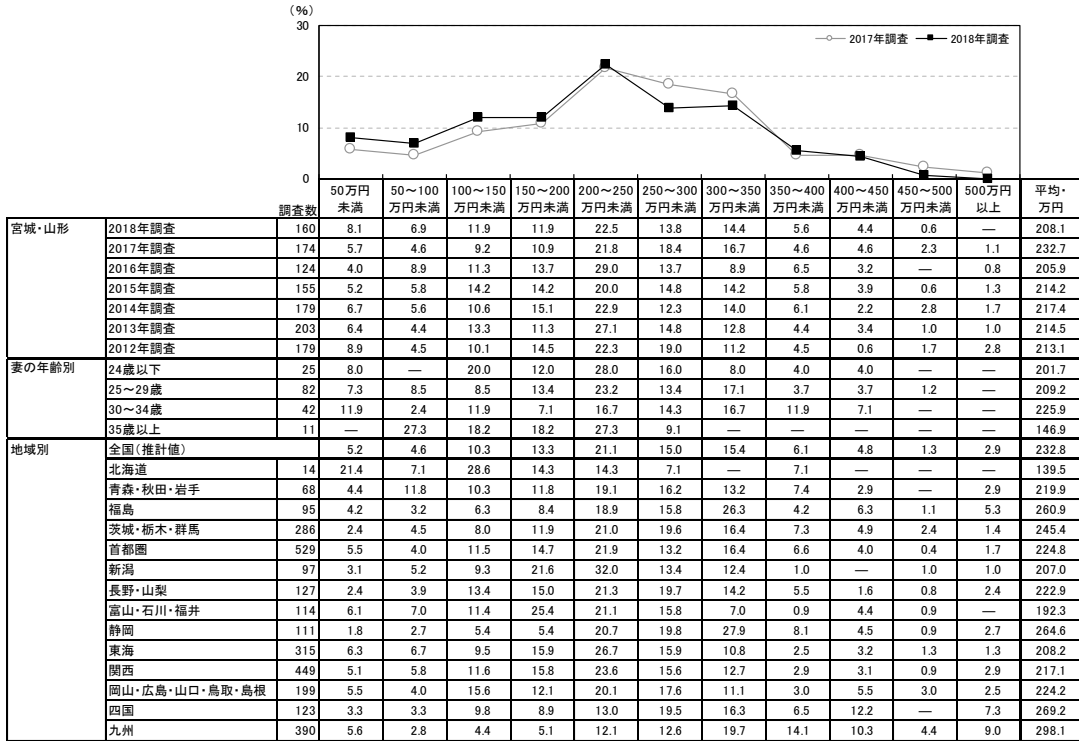 (%)
30
20
10
0
2017年調査 2018年調査
調査数 50万円未満 50～100万円未満 100～150万円未満 150～200万円未満 200～250万円未満 250～300万円未満 300～350万円未満 350～400万円未満 400～450万円未満 450～500万円未満 500万円以上 平均・万円
宮城・山形 2018年調査 160 8.1 6.9 11.9 11.9 22.5 13.8 14.4 5.6 4.4 0.6 — 208.1
2017年調査 174 5.7 4.6 9.2 10.9 21.8 18.4 16.7 4.6 4.6 2.3 1.1 232.7
2016年調査 124 4.0 8.9 11.3 13.7 29.0 13.7 8.9 6.5 3.2 — 0.8 205.9
2015年調査 155 5.2 5.8 14.2 14.2 20.0 14.8 14.2 5.8 3.9 0.6 1.3 214.2
2014年調査 179 6.7 5.6 10.6 15.1 22.9 12.3 14.0 6.1 2.2 2.8 1.7 217.4
2013年調査 203 6.4 4.4 13.3 11.3 27.1 14.8 12.8 4.4 3.4 1.0 1.0 214.5
2012年調査 179 8.9 4.5 10.1 14.5 22.3 19.0 11.2 4.5 0.6 1.7 2.8 213.1
妻の年齢別 24歳以下 25 8.0 — 20.0 12.0 28.0 16.0 8.0 4.0 4.0 — — 201.7
25～29歳 82 7.3 8.5 8.5 13.4 23.2 13.4 17.1 3.7 3.7 1.2 — 209.2
30～34歳 42 11.9 2.4 11.9 7.1 16.7 14.3 16.7 11.9 7.1 — — 225.9
35歳以上 11 — 27.3 18.2 18.2 27.3 9.1 — — — — — 146.9
地域別 全国(推計値) 5.2 4.6 10.3 13.3 21.1 15.0 15.4 6.1 4.8 1.3 2.9 232.8
北海道 14 21.4 7.1 28.6 14.3 14.3 7.1 — 7.1 — — — 139.5
青森・秋田・岩手 68 4.4 11.8 10.3 11.8 19.1 16.2 13.2 7.4 2.9 — 2.9 219.9
福島 95 4.2 3.2 6.3 8.4 18.9 15.8 26.3 4.2 6.3 1.1 5.3 260.9
茨城・栃木・群馬 286 2.4 4.5 8.0 11.9 21.0 19.6 16.4 7.3 4.9 2.4 1.4 245.4
首都圏 529 5.5 4.0 11.5 14.7 21.9 13.2 16.4 6.6 4.0 0.4 1.7 224.8
新潟 97 3.1 5.2 9.3 21.6 32.0 13.4 12.4 1.0 — 1.0 1.0 207.0
長野・山梨 127 2.4 3.9 13.4 15.0 21.3 19.7 14.2 5.5 1.6 0.8 2.4 222.9
富山・石川・福井 114 6.1 7.0 11.4 25.4 21.1 15.8 7.0 0.9 4.4 0.9 — 192.3
静岡 111 1.8 2.7 5.4 5.4 20.7 19.8 27.9 8.1 4.5 0.9 2.7 264.6
東海 315 6.3 6.7 9.5 15.9 26.7 15.9 10.8 2.5 3.2 1.3 1.3 208.2
関西 449 5.1 5.8 11.6 15.8 23.6 15.6 12.7 2.9 3.1 0.9 2.9 217.1
岡山・広島・山口・鳥取・島根 199 5.5 4.0 15.6 12.1 20.1 17.6 11.1 3.0 5.5 3.0 2.5 224.2
四国 123 3.3 3.3 9.8 8.9 13.0 19.5 16.3 6.5 12.2 — 7.3 269.2
九州 390 5.6 2.8 4.4 5.1 12.1 12.6 19.7 14.1 10.3 4.4 9.0 298.1